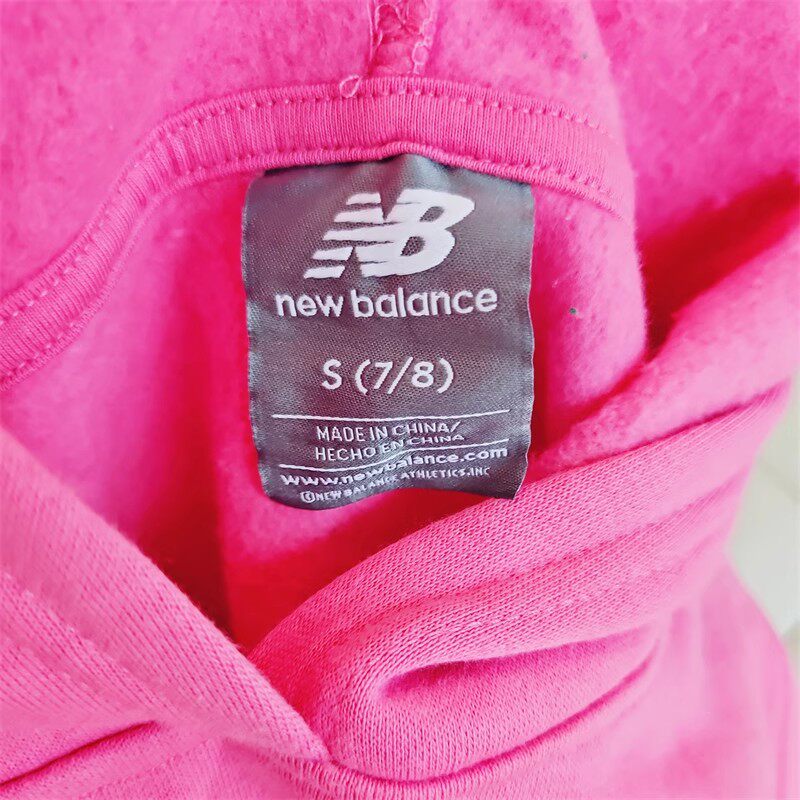 NB
new balance
S (7/8)
MADE IN CHINA/
HECHO EN CHINA
www.newbalance.com
©NEW BALANCE ATHLETICS, INC